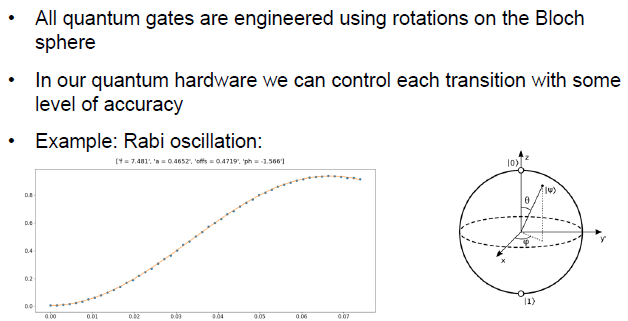 • All quantum gates are engineered using rotations on the Bloch
sphere
• In our quantum hardware we can control each transition with some
level of accuracy
• Example: Rabi oscillation:
['f = 7.481', 'a = 0.4652', 'offs = 0.4719', 'ph = -1.566']
0.8
0.6
0.4
0.2
0.0
0.00 0.01 0.02 0.03 0.04 0.05 0.06 0.07
|0⟩ z
|ψ⟩
θ
φ
x
y
|1⟩